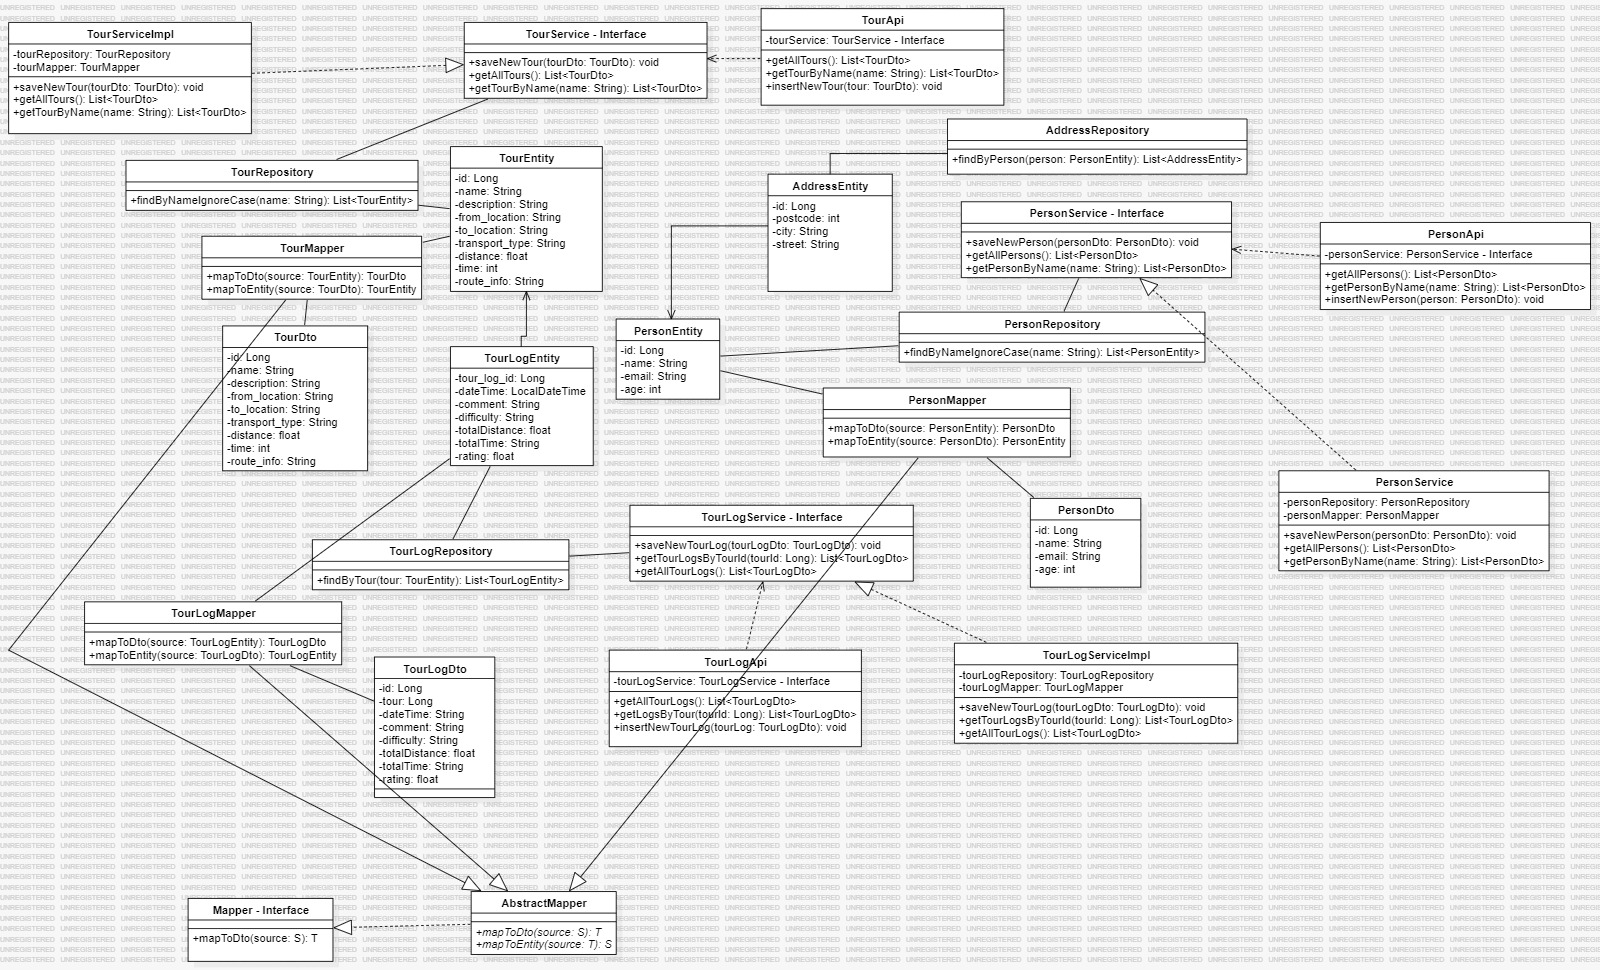 TourServiceImpl
-tourRepository: TourRepository
-tourMapper: TourMapper
+saveNewTour(tourDto: TourDto): void
+getAllTours(): List<TourDto>
+getTourByName(name: String): List<TourDto>
TourService - Interface
+saveNewTour(tourDto: TourDto): void
+getAllTours(): List<TourDto>
+getTourByName(name: String): List<TourDto>
TourApi
-tourService: TourService - Interface
+getAllTours(): List<TourDto>
+getTourByName(name: String): List<TourDto>
+insertNewTour(tour: TourDto): void
AddressRepository
+findByPerson(person: PersonEntity): List<AddressEntity>
TourRepository
+findByNameIgnoreCase(name: String): List<TourEntity>
TourEntity
-id: Long
-name: String
-description: String
-from_location: String
-to_location: String
-transport_type: String
-distance: float
-time: int
-route_info: String
AddressEntity
-id: Long
-postcode: int
-city: String
-street: String
PersonService - Interface
+saveNewPerson(personDto: PersonDto): void
+getAllPersons(): List<PersonDto>
+getPersonByName(name: String): List<PersonDto>
PersonApi
-personService: PersonService - Interface
+getAllPersons(): List<PersonDto>
+getPersonByName(name: String): List<PersonDto>
+insertNewPerson(person: PersonDto): void
TourMapper
+mapToDto(source: TourEntity): TourDto
+mapToEntity(source: TourDto): TourEntity
TourDto
-id: Long
-name: String
-description: String
-from_location: String
-to_location: String
-transport_type: String
-distance: float
-time: int
-route_info: String
TourLogEntity
-tour_log_id: Long
-dateTime: LocalDateTime
-comment: String
-difficulty: String
-totalDistance: float
-totalTime: String
-rating: float
PersonEntity
-id: Long
-name: String
-email: String
-age: int
PersonRepository
+findByNameIgnoreCase(name: String): List<PersonEntity>
PersonMapper
+mapToDto(source: PersonEntity): PersonDto
+mapToEntity(source: PersonDto): PersonEntity
PersonService
-personRepository: PersonRepository
-personMapper: PersonMapper
+saveNewPerson(personDto: PersonDto): void
+getAllPersons(): List<PersonDto>
+getPersonByName(name: String): List<PersonDto>
PersonDto
-id: Long
-name: String
-email: String
-age: int
TourLogService - Interface
+saveNewTourLog(tourLogDto: TourLogDto): void
+getTourLogsByTourId(tourId: Long): List<TourLogDto>
+getAllTourLogs(): List<TourLogDto>
TourLogRepository
+findByTour(tour: TourEntity): List<TourLogEntity>
TourLogMapper
+mapToDto(source: TourLogEntity): TourLogDto
+mapToEntity(source: TourLogDto): TourLogEntity
TourLogDto
-id: Long
-tour: Long
-dateTime: String
-comment: String
-difficulty: String
-totalDistance: float
-totalTime: String
-rating: float
TourLogApi
-tourLogService: TourLogService - Interface
+getAllTourLogs(): List<TourLogDto>
+getLogsByTour(tourId: Long): List<TourLogDto>
+insertNewTourLog(tourLog: TourLogDto): void
TourLogServiceImpl
-tourLogRepository: TourLogRepository
-tourLogMapper: TourLogMapper
+saveNewTourLog(tourLogDto: TourLogDto): void
+getTourLogsByTourId(tourId: Long): List<TourLogDto>
+getAllTourLogs(): List<TourLogDto>
Mapper - Interface
+mapToDto(source: S): T
AbstractMapper
+mapToDto(source: S): T
+mapToEntity(source: T): S